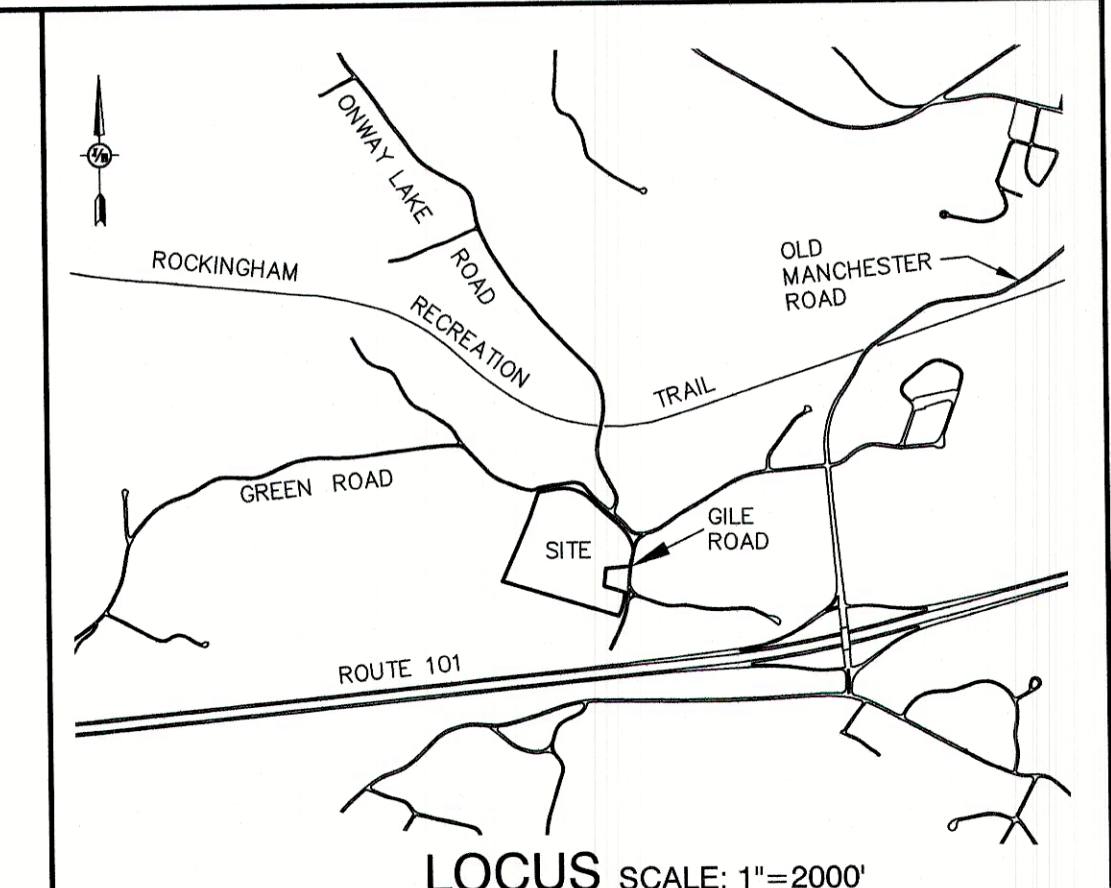 ONWAY LAKE
ROAD
ROCKINGHAM
RECREATION
TRAIL
OLD
MANCHESTER
ROAD
GREEN ROAD
GILE
ROAD
SITE
ROUTE 101
LOCUS SCALE: 1"=2000'